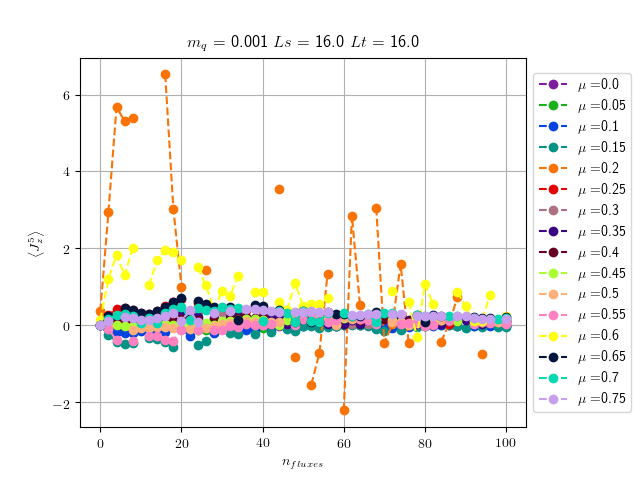 m_q = 0.001 Ls = 16.0 Lt = 16.0
⟨J_z^5⟩
6
4
2
0
−2
0 20 40 60 80 100
n_fluxes
μ =0.0
μ =0.05
μ =0.1
μ =0.15
μ =0.2
μ =0.25
μ =0.3
μ =0.35
μ =0.4
μ =0.45
μ =0.5
μ =0.55
μ =0.6
μ =0.65
μ =0.7
μ =0.75